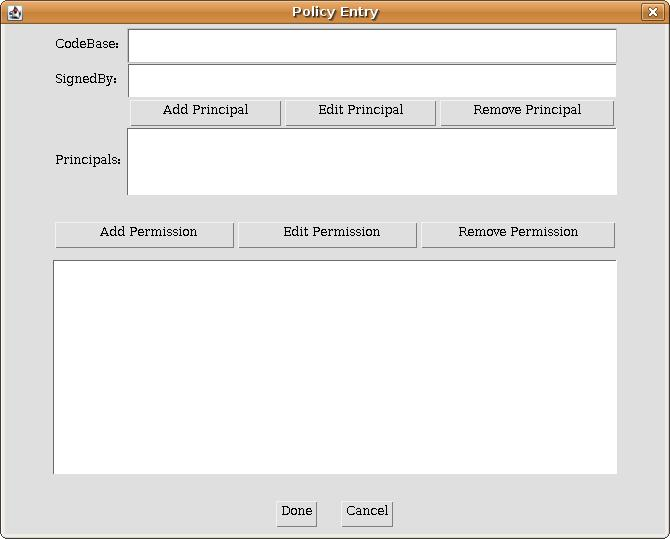 Policy Entry
CodeBase:
SignedBy:
Add Principal Edit Principal Remove Principal
Principals:
Add Permission Edit Permission Remove Permission
Done Cancel